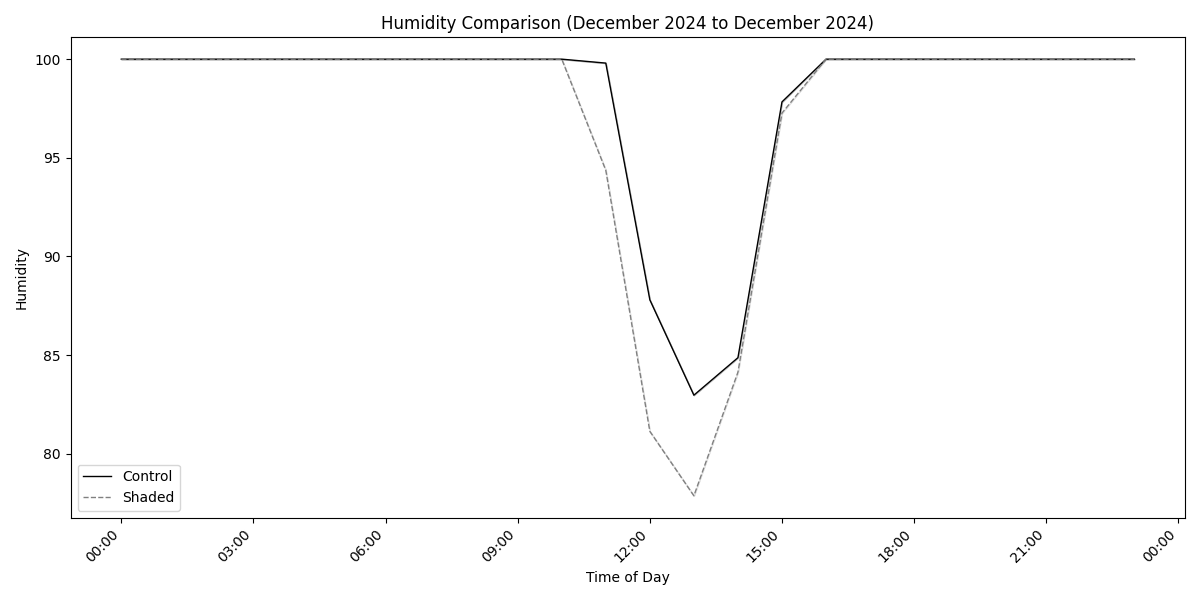 Humidity Comparison (December 2024 to December 2024)
100
95
90
85
80
Humidity
Control
Shaded
00:00
03:00
06:00
09:00
12:00
15:00
18:00
21:00
00:00
Time of Day